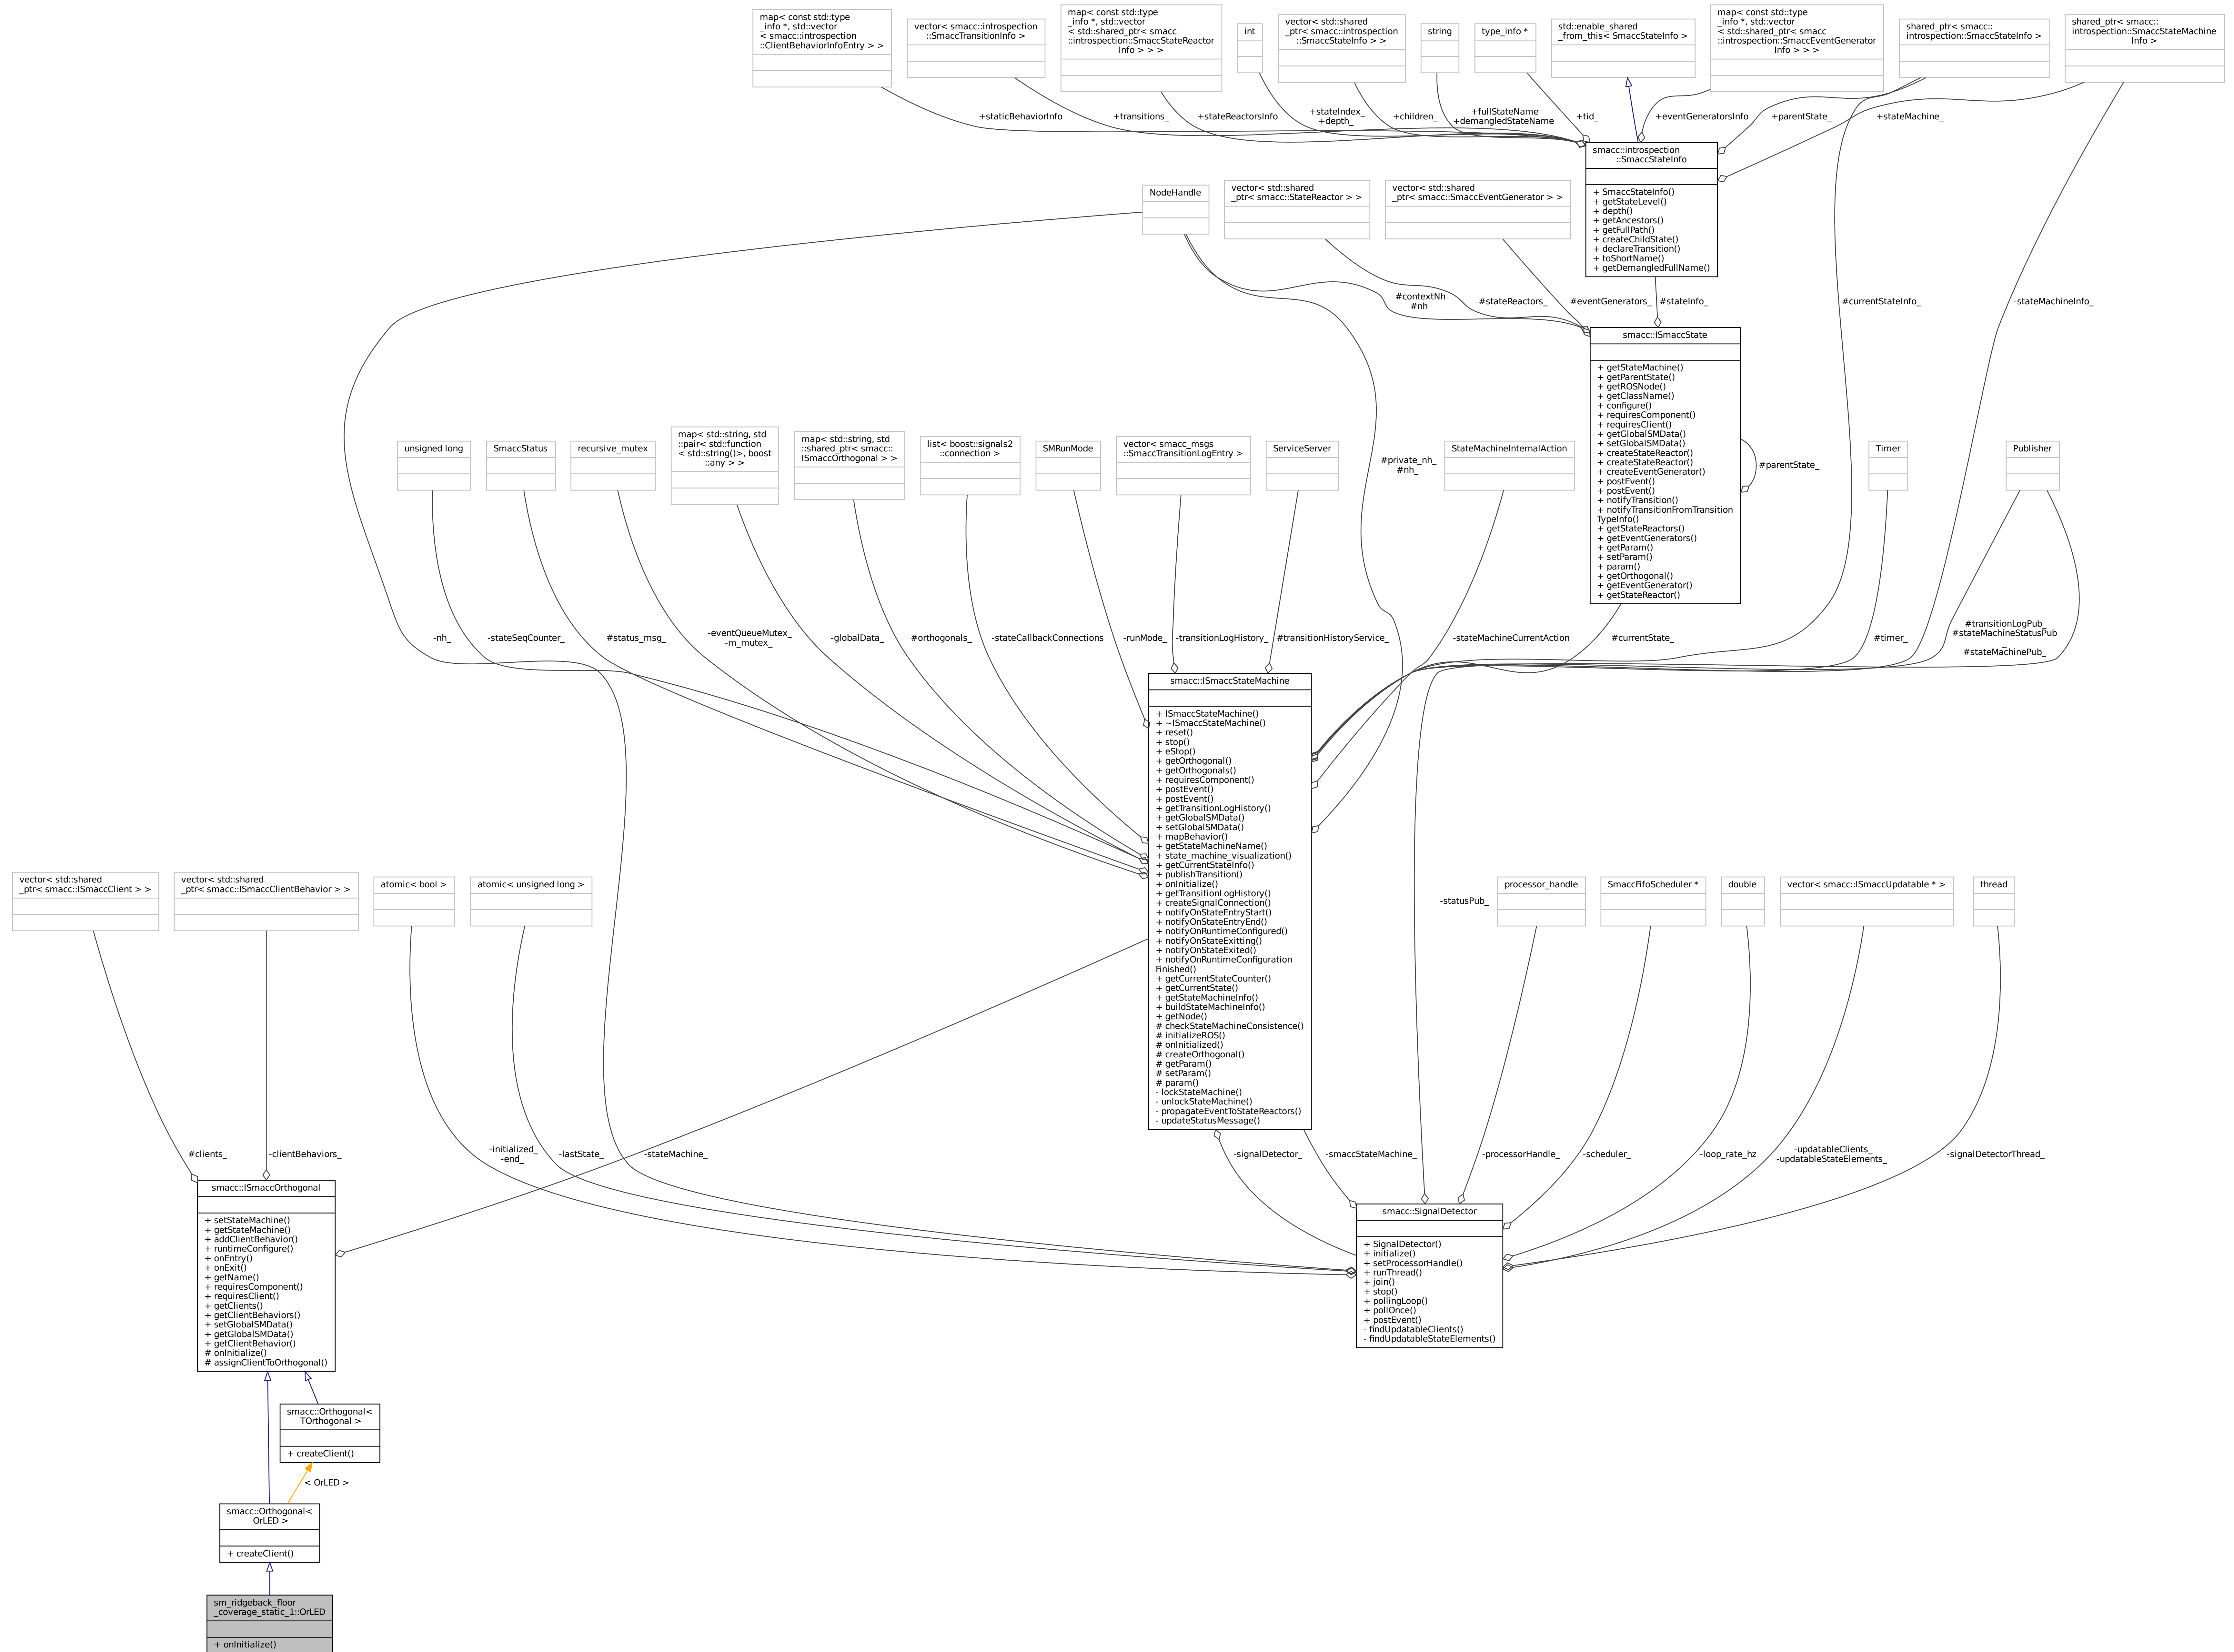 map< const std::type
_info *, std::vector
< smacc::introspection
::ClientBehaviorInfoEntry > >
vector< smacc::introspection
::SmaccTransitionInfo >
map< const std::type
_info *, std::vector
< std::shared_ptr< smacc
::introspection::SmaccStateReactor
Info > > >
int
vector< std::shared
_ptr< smacc::introspection
::SmaccStateInfo > >
string
type_info *
std::enable_shared
_from_this< SmaccStateInfo >
map< const std::type
_info *, std::vector
< std::shared_ptr< smacc
::introspection::SmaccEventGenerator
Info > > >
shared_ptr< smacc::
introspection::SmaccStateInfo >
shared_ptr< smacc::
introspection::SmaccStateMachine
Info >
+staticBehaviorInfo
+transitions_
+stateReactorsInfo
+stateIndex_
+depth_
+children_
+fullStateName
+demangledStateName
+tid_
+eventGeneratorsInfo
+parentState_
+stateMachine_
smacc::introspection
::SmaccStateInfo
+ SmaccStateInfo()
+ getStateLevel()
+ depth()
+ getAncestors()
+ getFullPath()
+ createChildState()
+ declareTransition()
+ toShortName()
+ getDemangledFullName()
NodeHandle
vector< std::shared
_ptr< smacc::StateReactor > >
vector< std::shared
_ptr< smacc::SmaccEventGenerator > >
#contextNh
#nh
#stateReactors_
#eventGenerators_
#stateInfo_
#currentStateInfo_
-stateMachineInfo_
smacc::ISmaccState
+ getStateMachine()
+ getParentState()
+ getROSNode()
+ getClassName()
+ configure()
+ requiresComponent()
+ requiresClient()
+ getGlobalSMData()
+ setGlobalSMData()
+ createStateReactor()
+ createStateReactor()
+ createEventGenerator()
+ postEvent()
+ postEvent()
+ notifyTransition()
+ notifyTransitionFromTransition
TypeInfo()
+ getStateReactors()
+ getEventGenerators()
+ getParam()
+ setParam()
+ param()
+ getOrthogonal()
+ getEventGenerator()
+ getStateReactor()
#parentState_
unsigned long
SmaccStatus
recursive_mutex
map< std::string, std
::pair< std::function
< std::string()>, boost
::any > >
map< std::string, std
::shared_ptr< smacc::
ISmaccOrthogonal > >
list< boost::signals2
::connection >
SMRunMode
vector< smacc_msgs
::SmaccTransitionLogEntry >
ServiceServer
#private_nh_
#nh_
StateMachineInternalAction
Timer
Publisher
-nh_
-stateSeqCounter_
#status_msg_
-eventQueueMutex_
-m_mutex_
-globalData_
#orthogonals_
-stateCallbackConnections
-runMode_
-transitionLogHistory_
#transitionHistoryService_
-stateMachineCurrentAction
#currentState_
#timer_
#transitionLogPub_
#stateMachineStatusPub
_
#stateMachinePub_
smacc::ISmaccStateMachine
+ ISmaccStateMachine()
+ ~ISmaccStateMachine()
+ reset()
+ stop()
+ eStop()
+ getOrthogonal()
+ getOrthogonals()
+ requiresComponent()
+ postEvent()
+ postEvent()
+ getTransitionLogHistory()
+ getGlobalSMData()
+ setGlobalSMData()
+ mapBehavior()
+ getStateMachineName()
+ state_machine_visualization()
+ getCurrentStateInfo()
+ publishTransition()
+ onInitialize()
+ getTransitionLogHistory()
+ createSignalConnection()
+ notifyOnStateEntryStart()
+ notifyOnStateEntryEnd()
+ notifyOnRuntimeConfigured()
+ notifyOnStateExitting()
+ notifyOnStateExited()
+ notifyOnRuntimeConfiguration
Finished()
+ getCurrentStateCounter()
+ getCurrentState()
+ getStateMachineInfo()
+ buildStateMachineInfo()
+ getNode()
# checkStateMachineConsistence()
# initializeROS()
# onInitialized()
# createOrthogonal()
# getParam()
# setParam()
# param()
- lockStateMachine()
- unlockStateMachine()
- propagateEventToStateReactors()
- updateStatusMessage()
vector< std::shared
_ptr< smacc::ISmaccClient > >
vector< std::shared
_ptr< smacc::ISmaccClientBehavior > >
atomic< bool >
atomic< unsigned long >
-statusPub_
processor_handle
SmaccFifoScheduler *
double
vector< smacc::ISmaccUpdatable * >
thread
#clients_
-clientBehaviors_
-initialized_
-end_
-lastState_
-stateMachine_
-signalDetector_
-smaccStateMachine_
-processorHandle_
-scheduler_
-loop_rate_hz
-updatableClients_
-updatableStateElements_
-signalDetectorThread_
smacc::ISmaccOrthogonal
+ setStateMachine()
+ getStateMachine()
+ addClientBehavior()
+ runtimeConfigure()
+ onEntry()
+ onExit()
+ getName()
+ requiresComponent()
+ requiresClient()
+ getClients()
+ getClientBehaviors()
+ setGlobalSMData()
+ getGlobalSMData()
+ getClientBehavior()
# onInitialize()
# assignClientToOrthogonal()
smacc::SignalDetector
+ SignalDetector()
+ initialize()
+ setProcessorHandle()
+ runThread()
+ join()
+ stop()
+ pollingLoop()
+ pollOnce()
+ postEvent()
- findUpdatableClients()
- findUpdatableStateElements()
smacc::Orthogonal<
TOrthogonal >
+ createClient()
< OrLED >
smacc::Orthogonal<
OrLED >
+ createClient()
sm_ridgeback_floor
_coverage_static_1::OrLED
+ onInitialize()